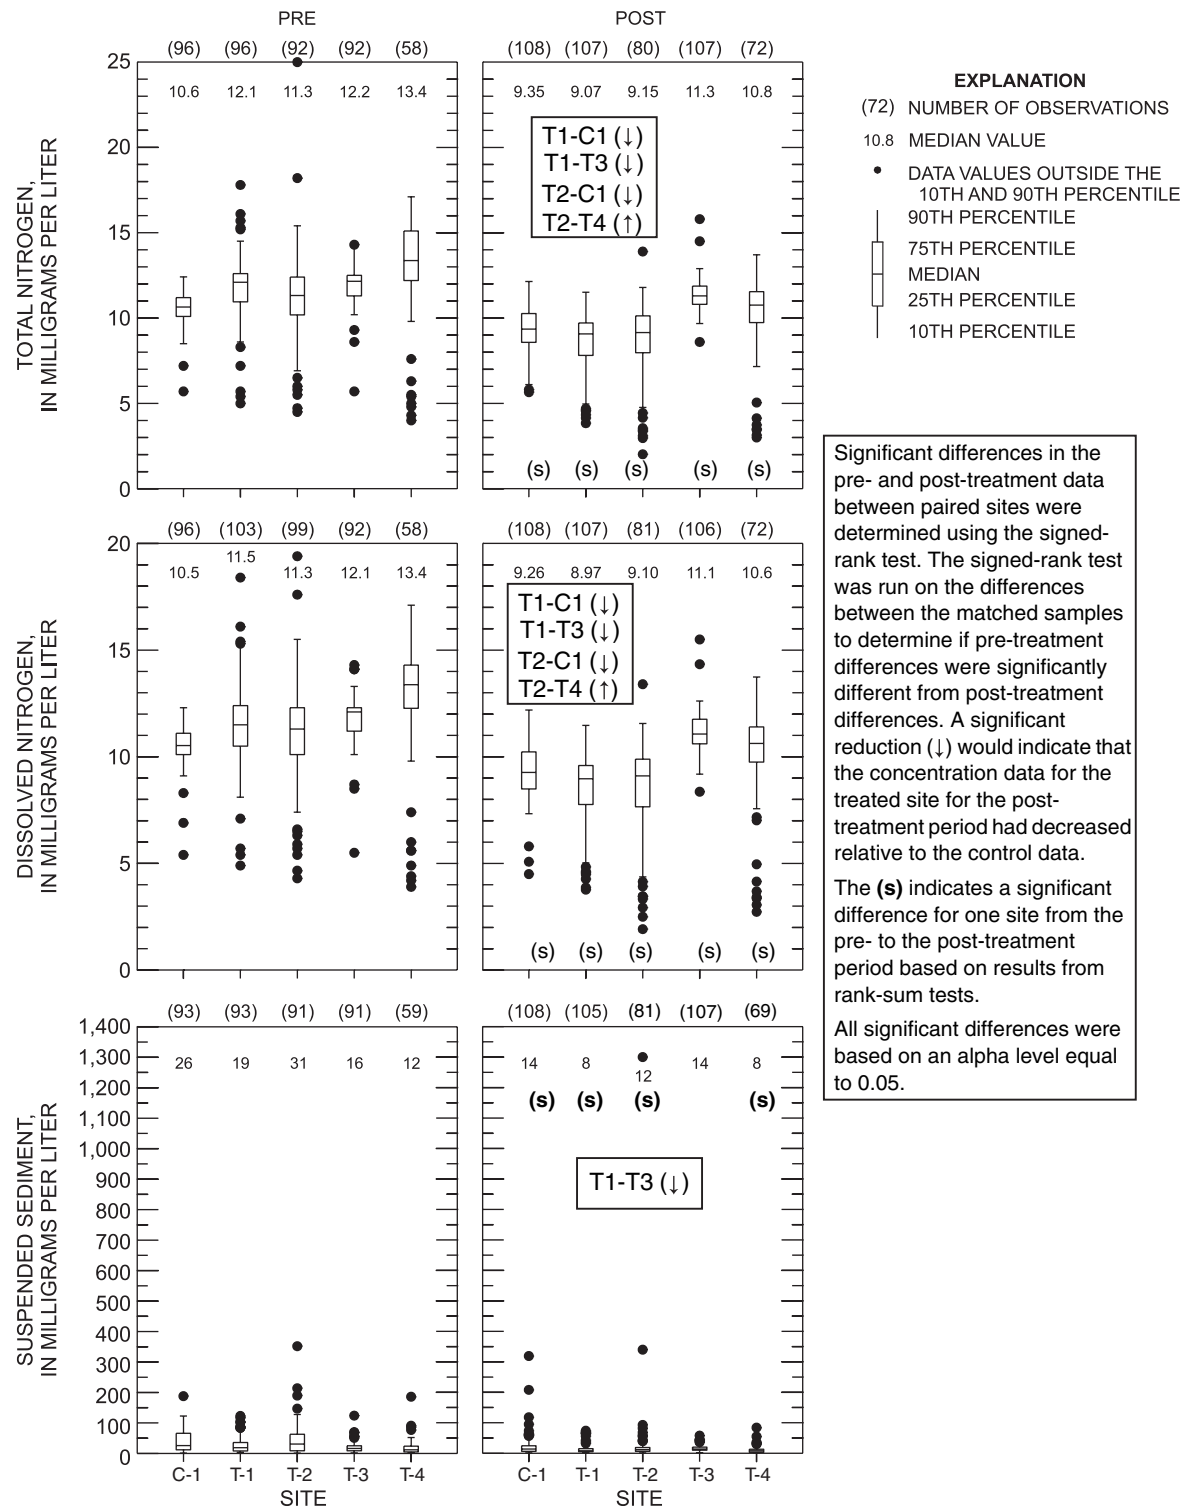 PRE
POST
(96) (96) (92) (92) (58)
(108) (107) (80) (107) (72)
TOTAL NITROGEN,
IN MILLIGRAMS PER LITER
25
20
15
10
5
0
10.6 12.1 11.3 12.2 13.4
9.35 9.07 9.15 11.3 10.8
T1-C1 (↓)
T1-T3 (↓)
T2-C1 (↓)
T2-T4 (↑)
(s) (s) (s) (s) (s)
EXPLANATION
(72) NUMBER OF OBSERVATIONS
10.8 MEDIAN VALUE
DATA VALUES OUTSIDE THE
10TH AND 90TH PERCENTILE
90TH PERCENTILE
75TH PERCENTILE
MEDIAN
25TH PERCENTILE
10TH PERCENTILE
(96) (103) (99) (92) (58)
(108) (107) (81) (106) (72)
DISSOLVED NITROGEN,
IN MILLIGRAMS PER LITER
20
15
10
5
0
10.5 11.5 11.3 12.1 13.4
9.26 8.97 9.10 11.1 10.6
T1-C1 (↓)
T1-T3 (↓)
T2-C1 (↓)
T2-T4 (↑)
(s) (s) (s) (s) (s)
Significant differences in the
pre- and post-treatment data
between paired sites were
determined using the signed-
rank test. The signed-rank test
was run on the differences
between the matched samples
to determine if pre-treatment
differences were significantly
different from post-treatment
differences. A significant
reduction (↓) would indicate that
the concentration data for the
treated site for the post-
treatment period had decreased
relative to the control data.
The (s) indicates a significant
difference for one site from the
pre- to the post-treatment
period based on results from
rank-sum tests.
All significant differences were
based on an alpha level equal
to 0.05.
(93) (93) (91) (91) (59)
(108) (105) (81) (107) (69)
SUSPENDED SEDIMENT,
IN MILLIGRAMS PER LITER
1,400
1,300
1,200
1,100
1,000
900
800
700
600
500
400
300
200
100
0
26 19 31 16 12
14 8 12 14 8
(s) (s) (s) (s)
T1-T3 (↓)
C-1 T-1 T-2 T-3 T-4
SITE
C-1 T-1 T-2 T-3 T-4
SITE